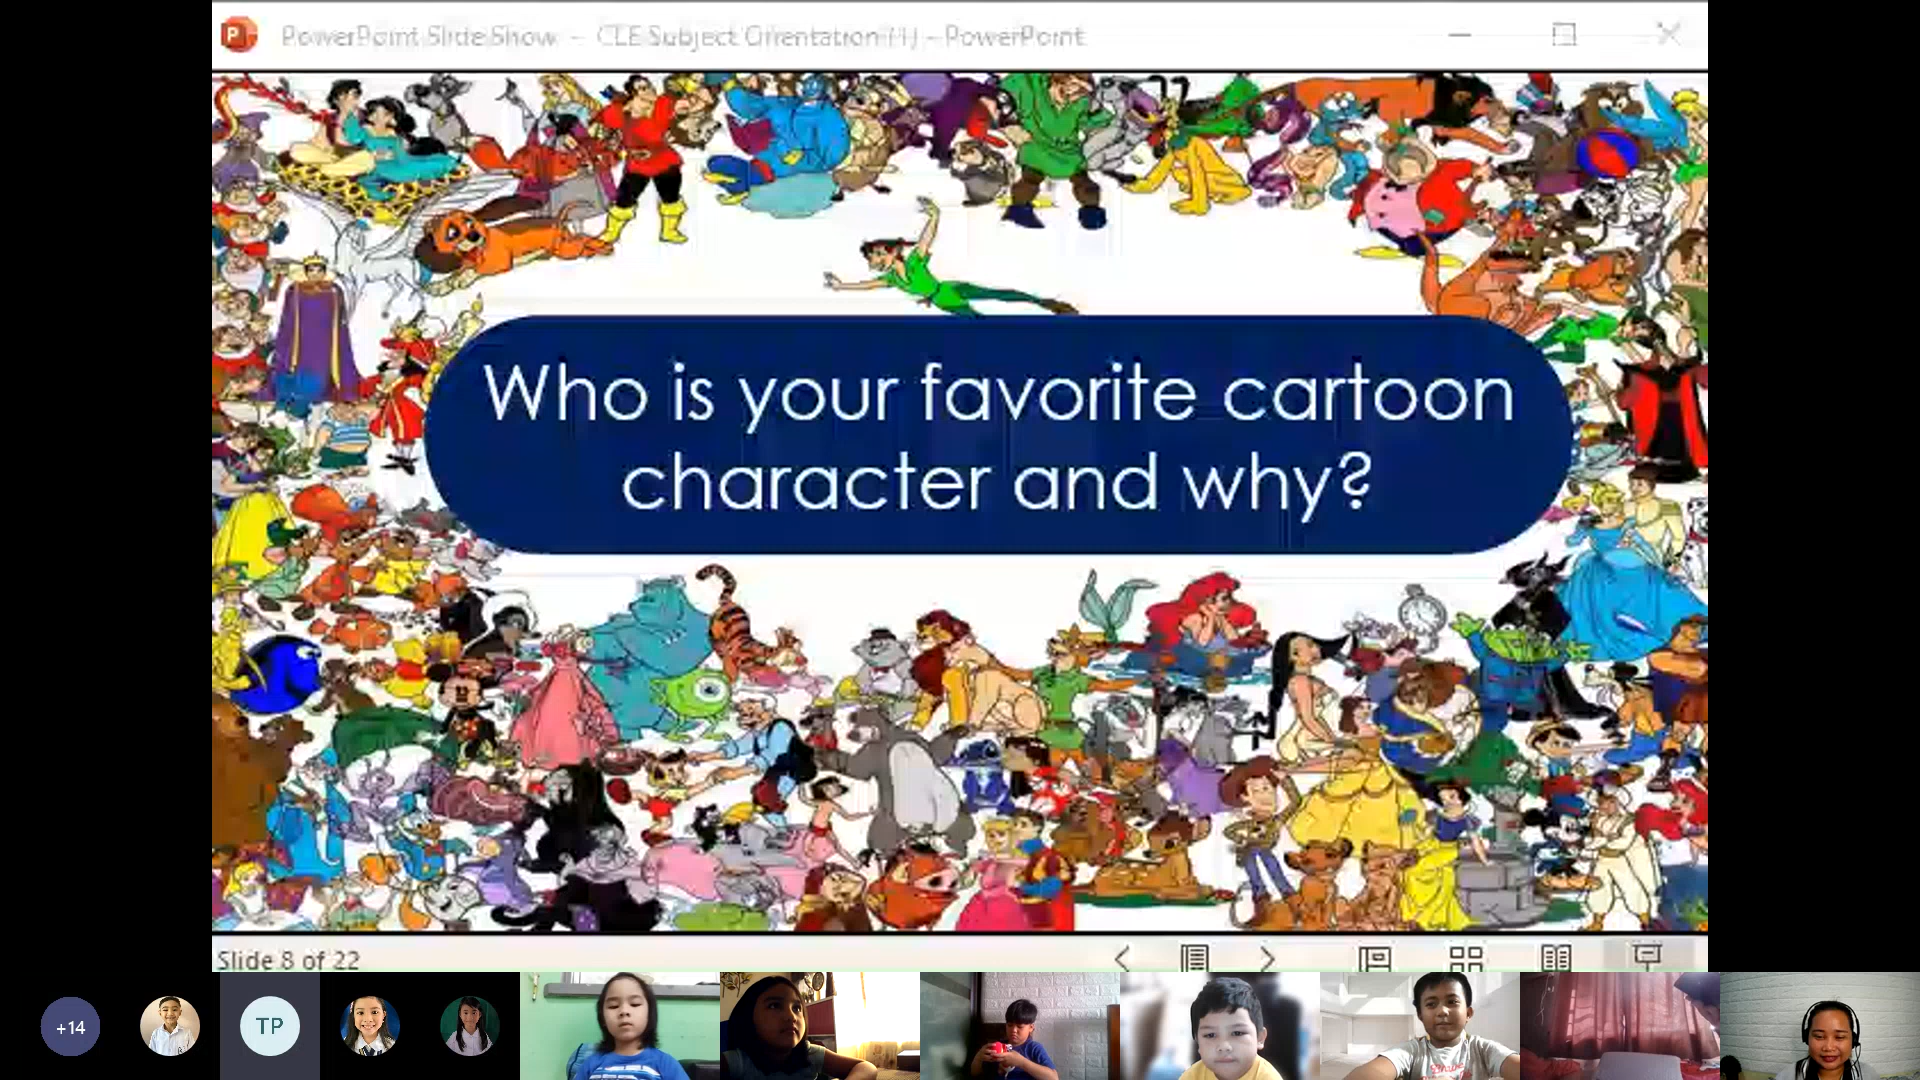 PowerPoint Slide Show - CLE Subject Orientation (1) - PowerPoint
Who is your favorite cartoon
character and why?
Slide 8 of 22
+14
TP